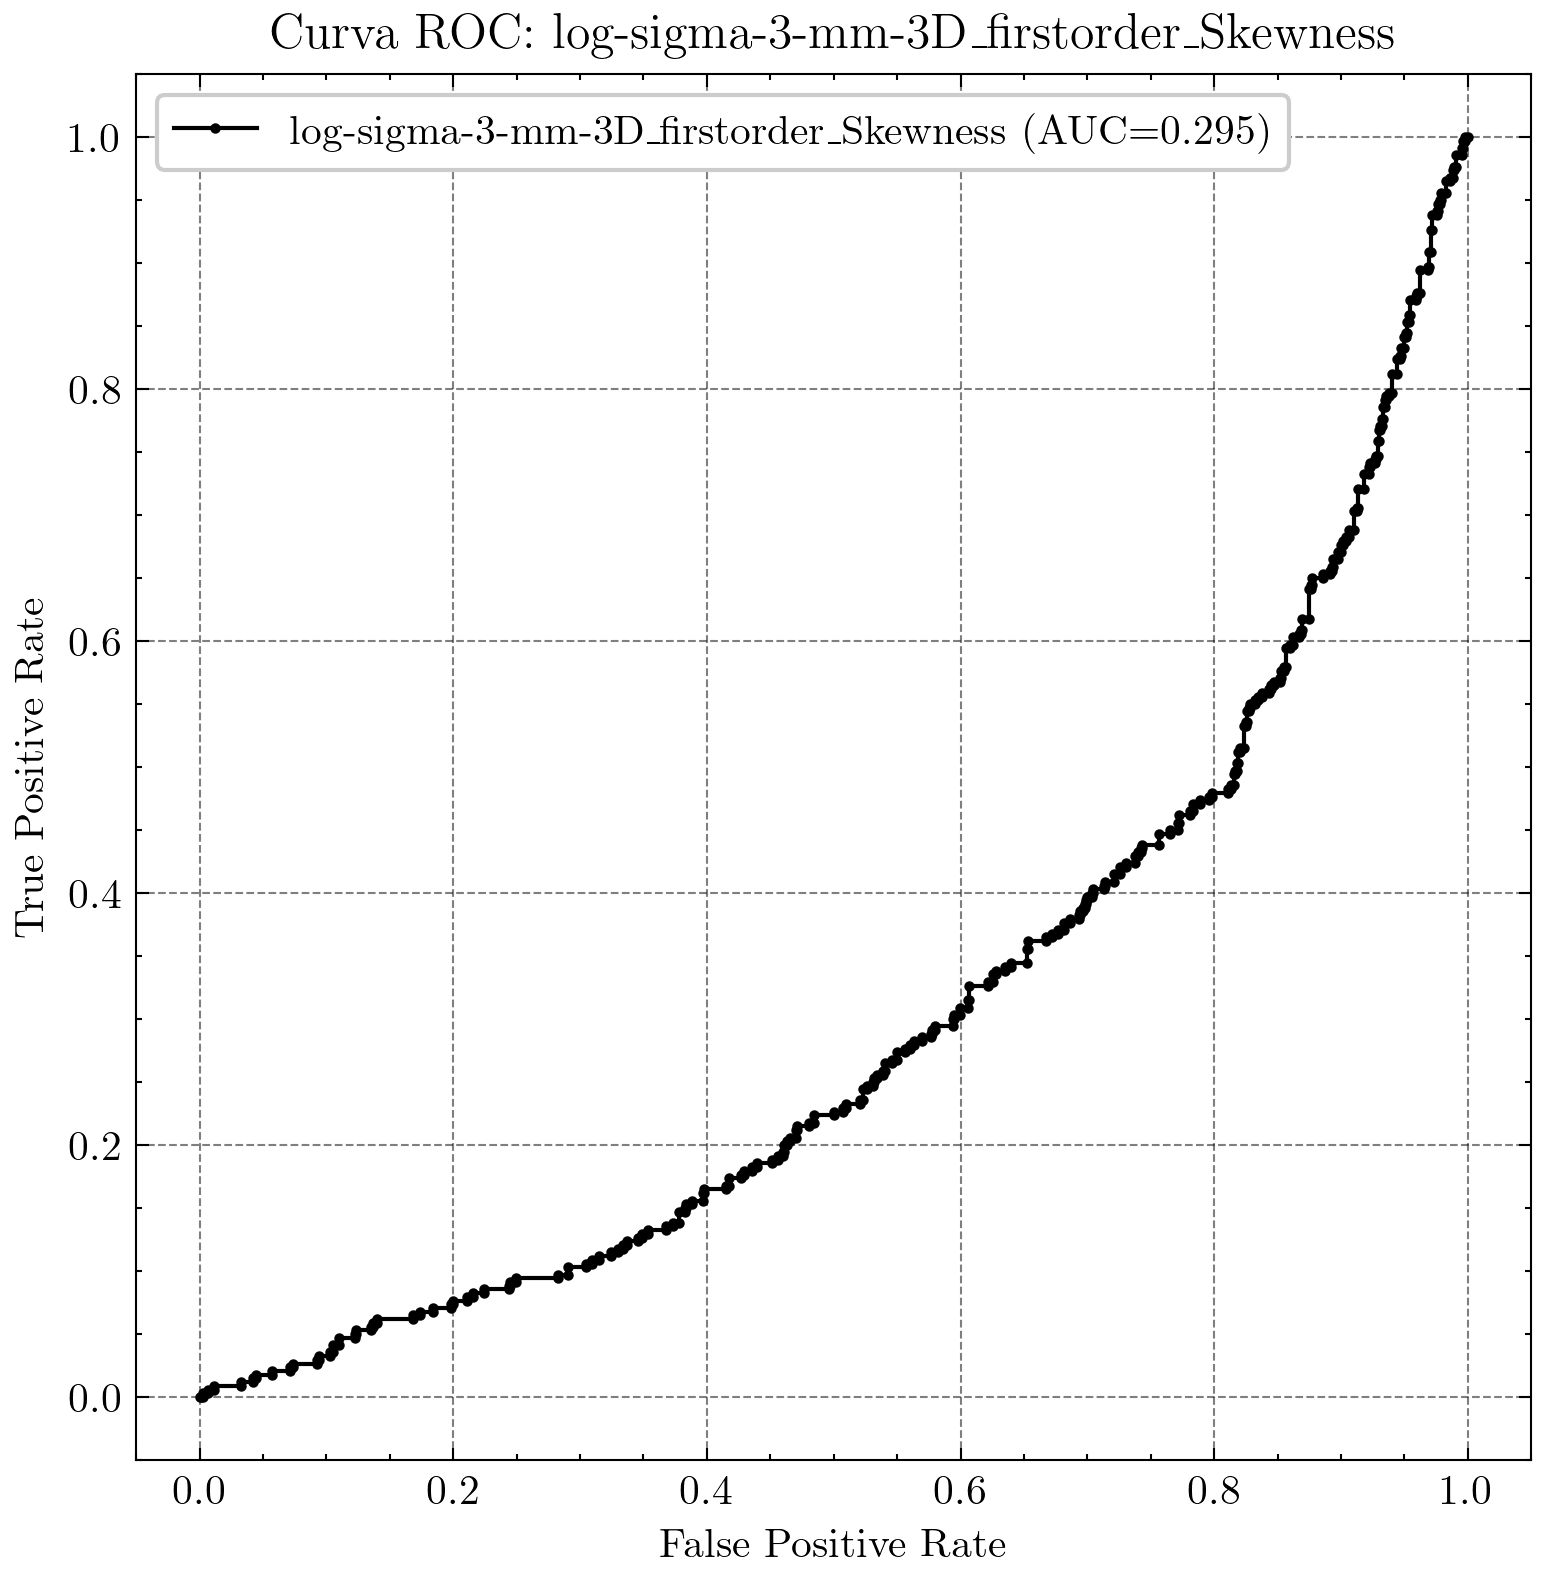 Curva ROC: log-sigma-3-mm-3D_firstorder_Skewness
log-sigma-3-mm-3D_firstorder_Skewness (AUC=0.295)
1.0
0.8
0.6
0.4
0.2
0.0
True Positive Rate
0.0 0.2 0.4 0.6 0.8 1.0
False Positive Rate